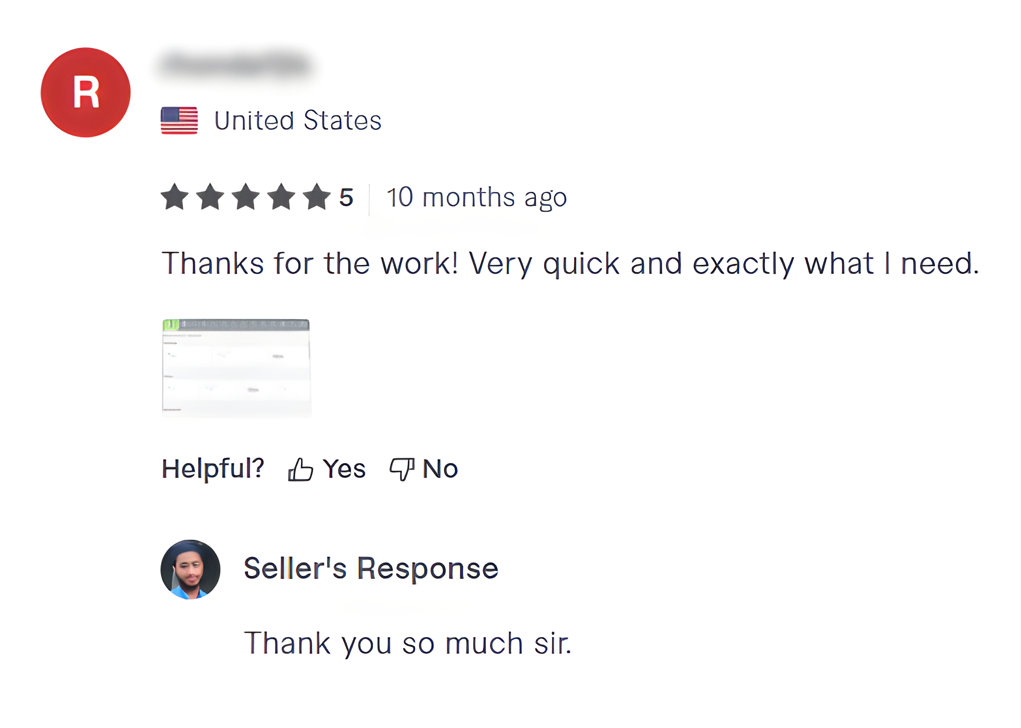 R
United States
5 10 months ago
Thanks for the work! Very quick and exactly what I need.
Helpful? Yes No
Seller's Response
Thank you so much sir.